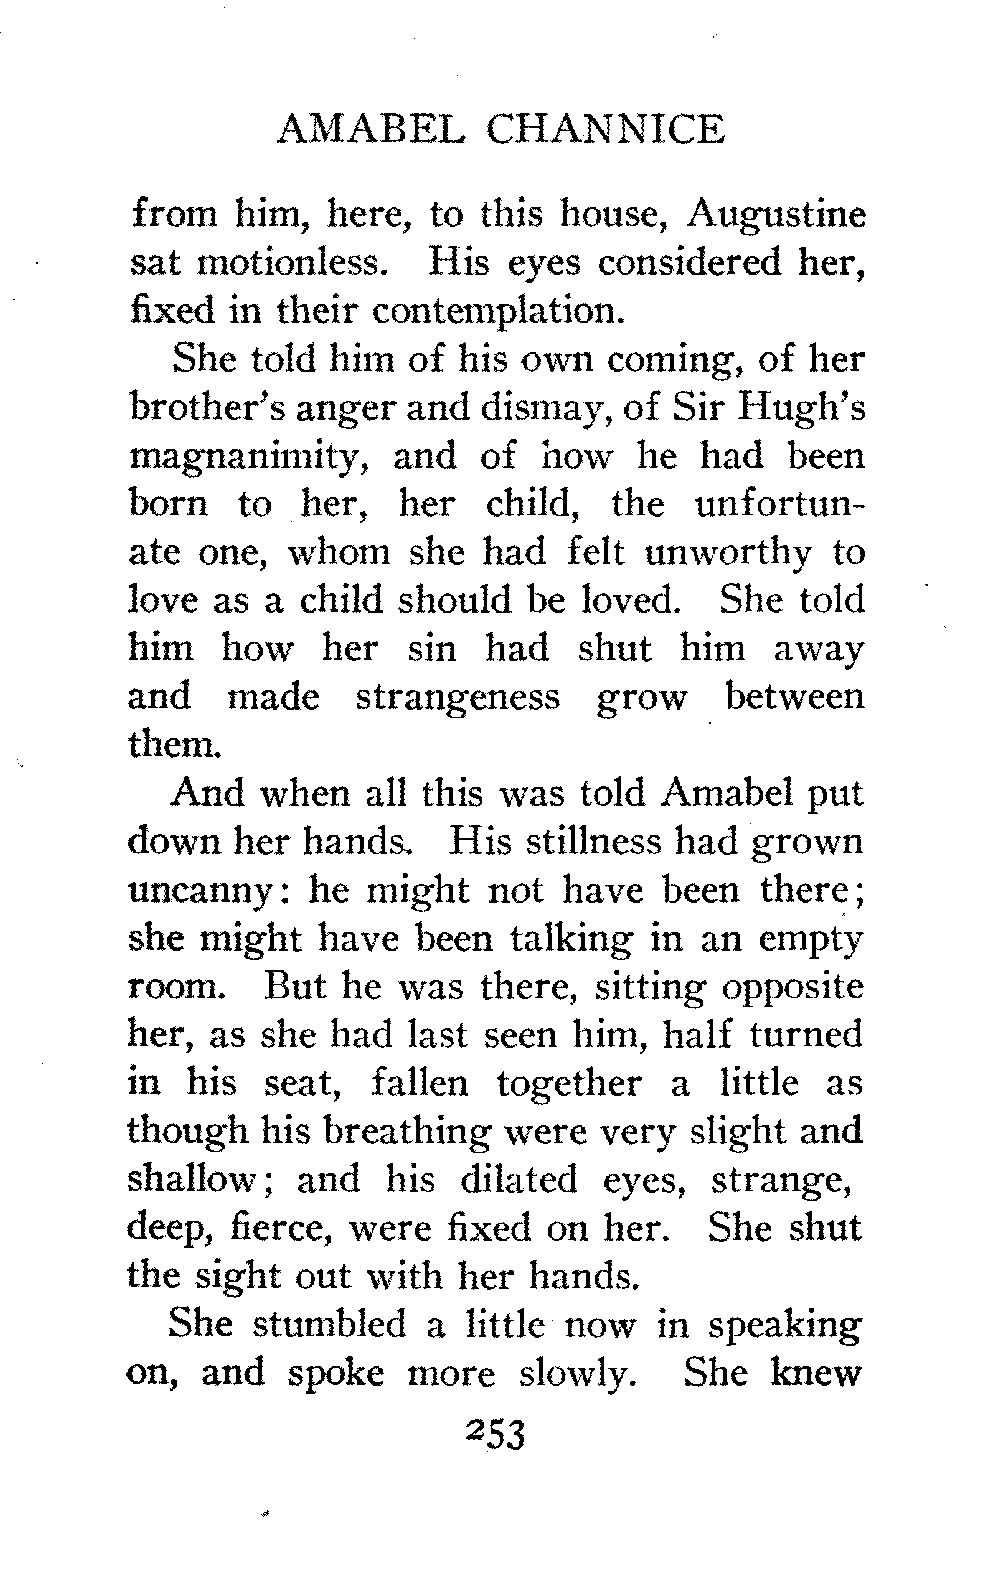 AMABEL CHANNICE
from him, here, to this house, Augustine
sat motionless. His eyes considered her,
fixed in their contemplation.
She told him of his own coming, of her
brother's anger and dismay, of Sir Hugh's
magnanimity, and of how he had been
born to her, her child, the unfortun-
ate one, whom she had felt unworthy to
love as a child should be loved. She told
him how her sin had shut him away
and made strangeness grow between
them.
And when all this was told Amabel put
down her hands. His stillness had grown
uncanny: he might not have been there;
she might have been talking in an empty
room. But he was there, sitting opposite
her, as she had last seen him, half turned
in his seat, fallen together a little as
though his breathing were very slight and
shallow; and his dilated eyes, strange,
deep, fierce, were fixed on her. She shut
the sight out with her hands.
She stumbled a little now in speaking
on, and spoke more slowly. She knew
253